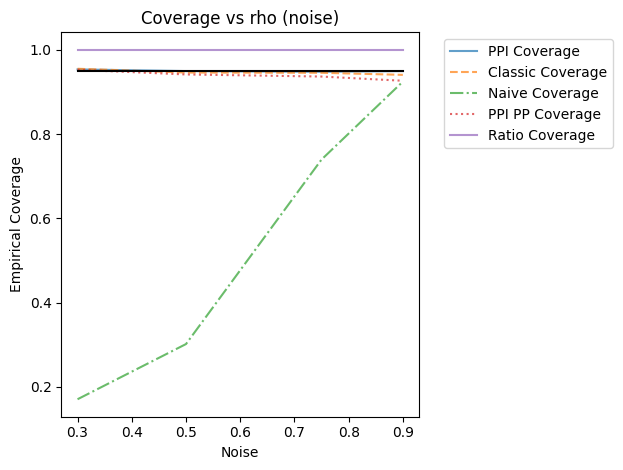 Coverage vs rho (noise)
1.0
0.8
0.6
0.4
0.2
Empirical Coverage
0.3
0.4
0.5
0.6
0.7
0.8
0.9
Noise
PPI Coverage
Classic Coverage
Naive Coverage
PPI PP Coverage
Ratio Coverage